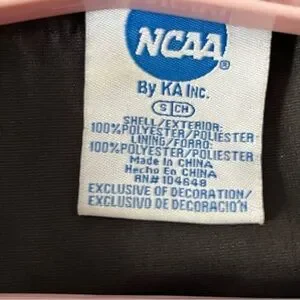 NCAA®
By KA INC.
S CH
SHELL/EXTERIOR:
100%POLYESTER/POLIESTER
LINING/FORRO:
100%POLYESTER/POLIESTER
Made In CHINA
Hecho En CHINA
RN# 104648
EXCLUSIVE OF DECORATION/
EXCLUSIVO DE DECORACIÓN